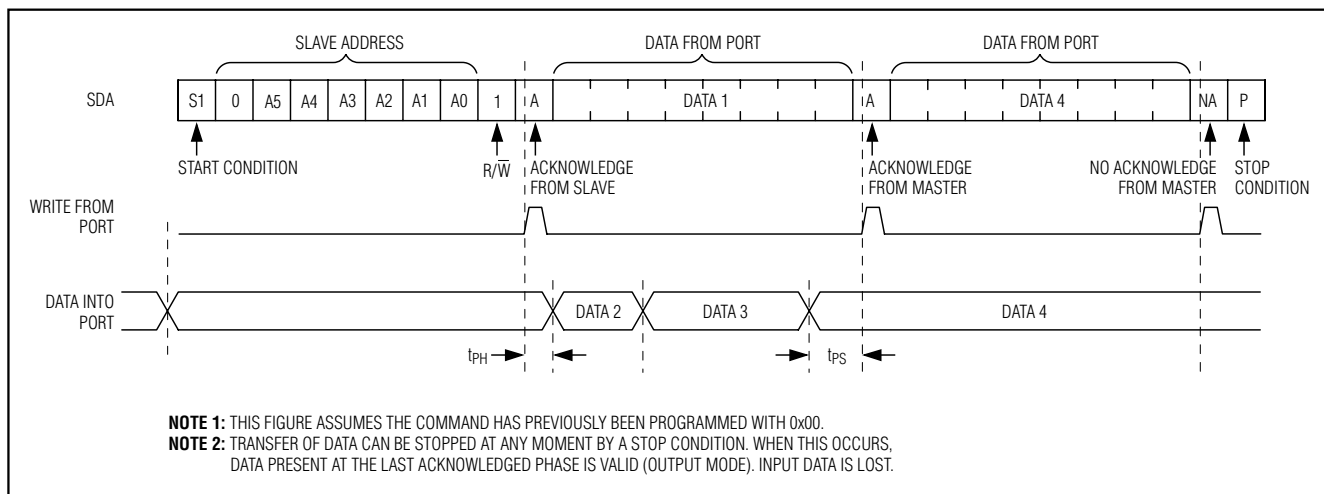 SLAVE ADDRESS DATA FROM PORT DATA FROM PORT
SDA S1 0 A5 A4 A3 A2 A1 A0 1 A DATA 1 A DATA 4 NA P
START CONDITION R/W̅ ACKNOWLEDGE FROM SLAVE ACKNOWLEDGE FROM MASTER NO ACKNOWLEDGE FROM MASTER STOP CONDITION
WRITE FROM
PORT
DATA INTO
PORT
DATA 2 DATA 3 DATA 4
tPH tPS
NOTE 1: THIS FIGURE ASSUMES THE COMMAND HAS PREVIOUSLY BEEN PROGRAMMED WITH 0x00.
NOTE 2: TRANSFER OF DATA CAN BE STOPPED AT ANY MOMENT BY A STOP CONDITION. WHEN THIS OCCURS,
DATA PRESENT AT THE LAST ACKNOWLEDGED PHASE IS VALID (OUTPUT MODE). INPUT DATA IS LOST.